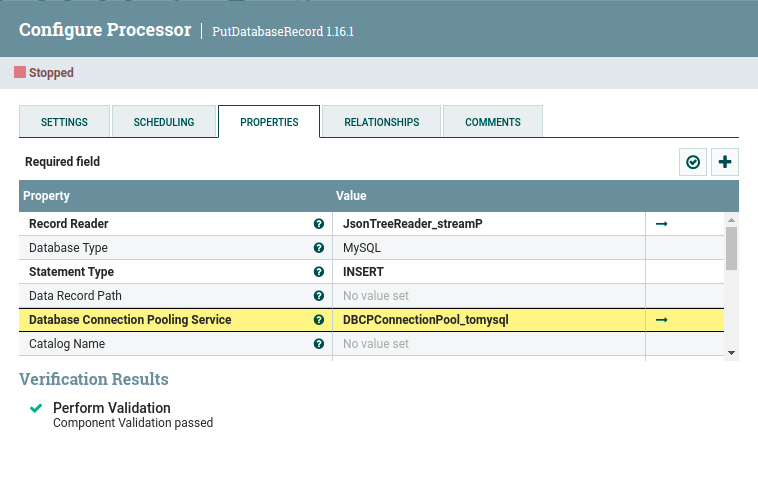 Configure Processor | PutDatabaseRecord 1.16.1
Stopped
SETTINGS SCHEDULING PROPERTIES RELATIONSHIPS COMMENTS
Required field
Property Value
Record Reader JsonTreeReader_streamP
Database Type MySQL
Statement Type INSERT
Data Record Path No value set
Database Connection Pooling Service DBCPConnectionPool_tomysql
Catalog Name No value set
Verification Results
Perform Validation
Component Validation passed